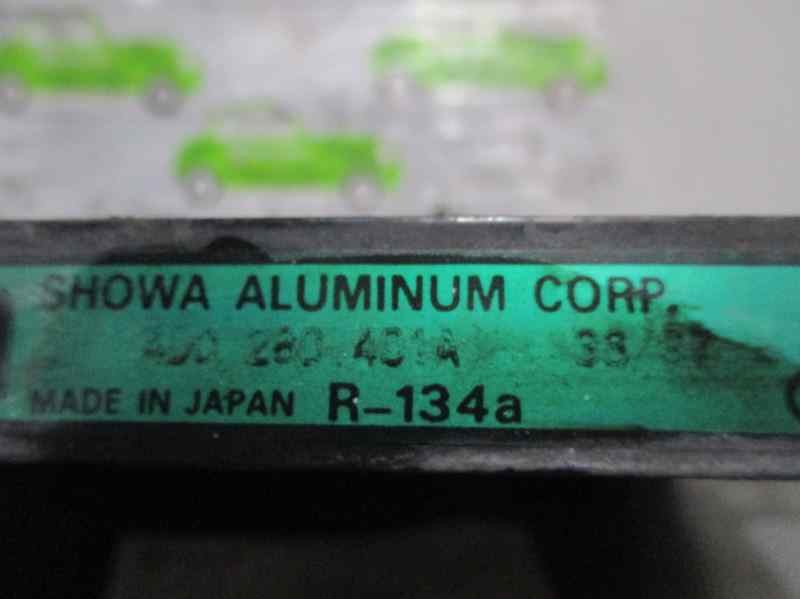 SHOWA ALUMINUM CORP.
260 401A
MADE IN JAPAN R-134a